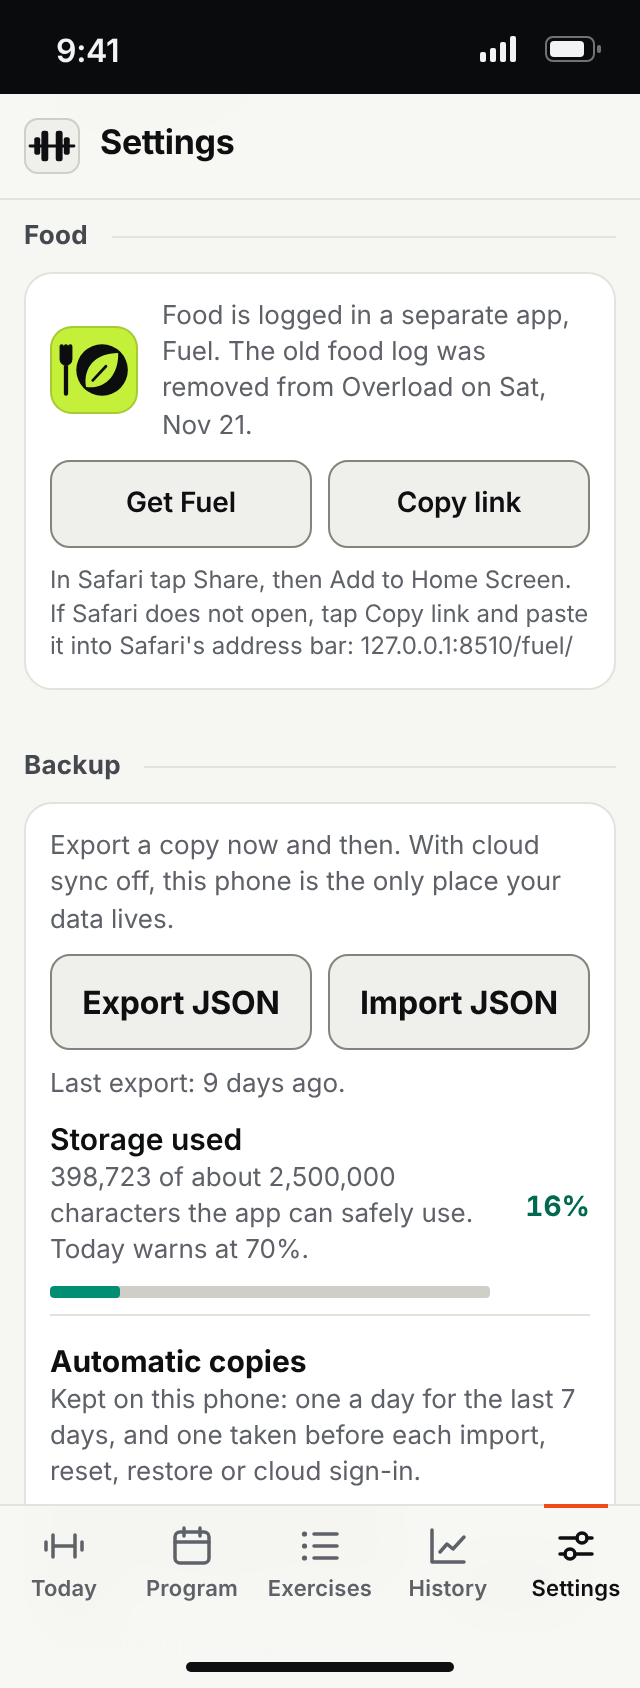 9:41
Settings
Food
Food is logged in a separate app,
Fuel. The old food log was
removed from Overload on Sat,
Nov 21.
Get Fuel
Copy link
In Safari tap Share, then Add to Home Screen.
If Safari does not open, tap Copy link and paste
it into Safari's address bar: 127.0.0.1:8510/fuel/
Backup
Export a copy now and then. With cloud
sync off, this phone is the only place your
data lives.
Export JSON
Import JSON
Last export: 9 days ago.
Storage used
398,723 of about 2,500,000
characters the app can safely use.
Today warns at 70%.
16%
Automatic copies
Kept on this phone: one a day for the last 7
days, and one taken before each import,
reset, restore or cloud sign-in.
Today
Program
Exercises
History
Settings